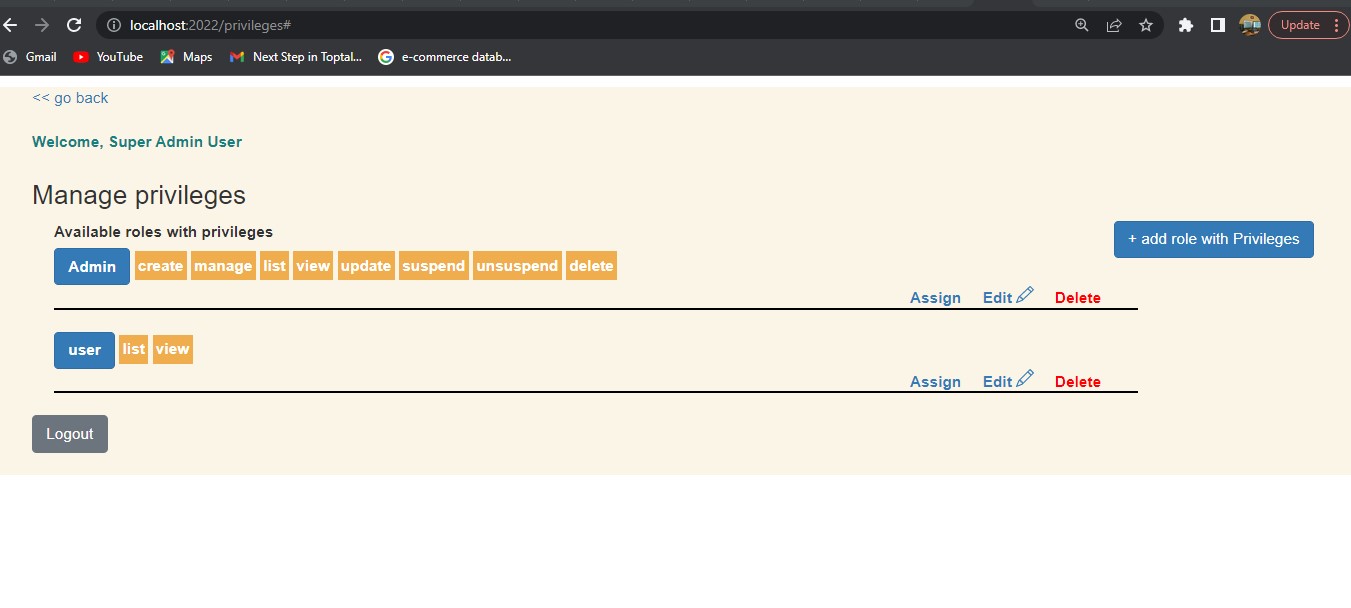 localhost:2022/privileges#
Update
Gmail YouTube Maps Next Step in Toptal... e-commerce datab...
<< go back
Welcome, Super Admin User
Manage privileges
Available roles with privileges
+ add role with Privileges
Admin create manage list view update suspend unsuspend delete
Assign Edit Delete
user list view
Assign Edit Delete
Logout